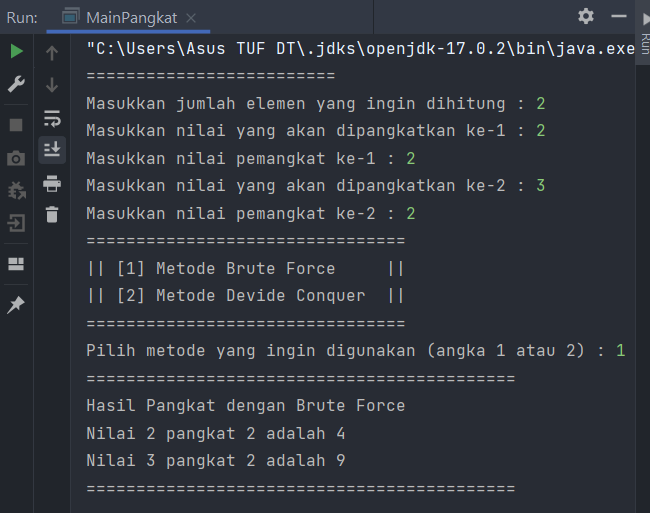 Run: MainPangkat
"C:\Users\Asus TUF DT\.jdks\openjdk-17.0.2\bin\java.exe
=========================
Masukkan jumlah elemen yang ingin dihitung : 2
Masukkan nilai yang akan dipangkatkan ke-1 : 2
Masukkan nilai pemangkat ke-1 : 2
Masukkan nilai yang akan dipangkatkan ke-2 : 3
Masukkan nilai pemangkat ke-2 : 2
================================
|| [1] Metode Brute Force     ||
|| [2] Metode Devide Conquer  ||
================================
Pilih metode yang ingin digunakan (angka 1 atau 2) : 1
===========================================
Hasil Pangkat dengan Brute Force
Nilai 2 pangkat 2 adalah 4
Nilai 3 pangkat 2 adalah 9
===========================================
Run